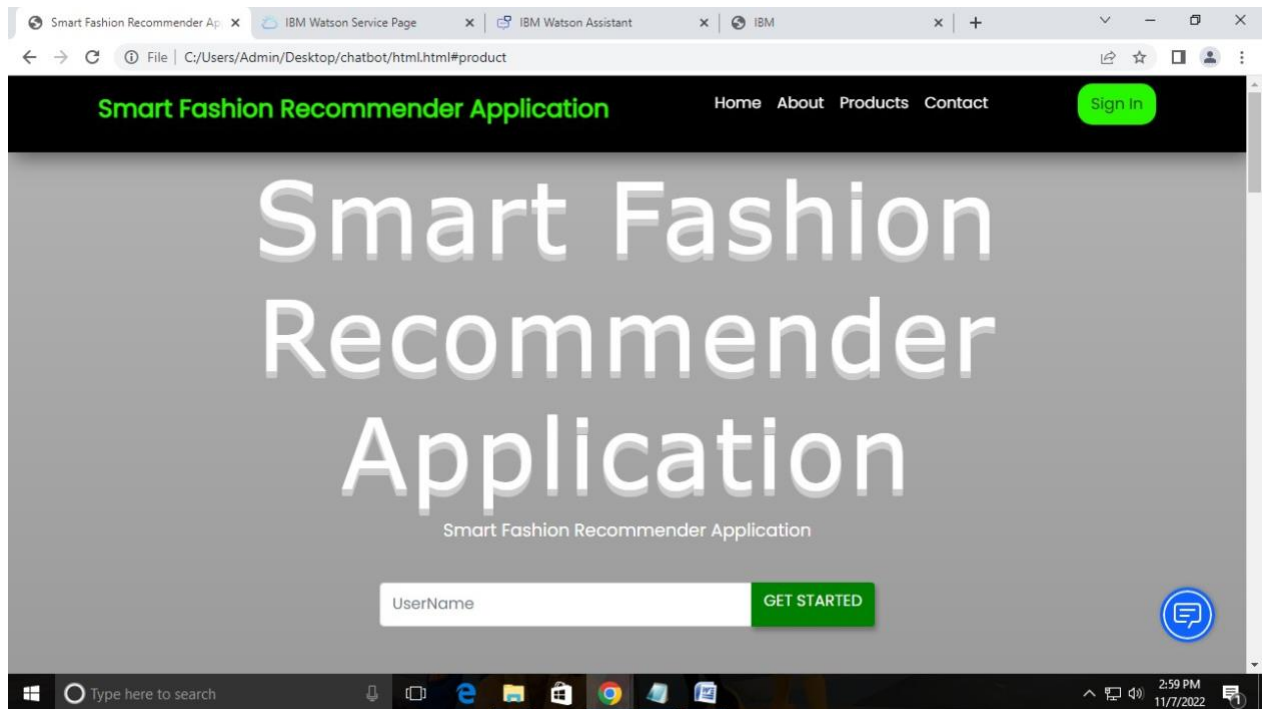 Smart Fashion Recommender Ap
IBM Watson Service Page
IBM Watson Assistant
IBM
File | C:/Users/Admin/Desktop/chatbot/html.html#product
Smart Fashion Recommender Application
Home About Products Contact
Sign In
Smart Fashion
Recommender
Application
Smart Fashion Recommender Application
UserName
GET STARTED
Type here to search
2:59 PM
11/7/2022
1